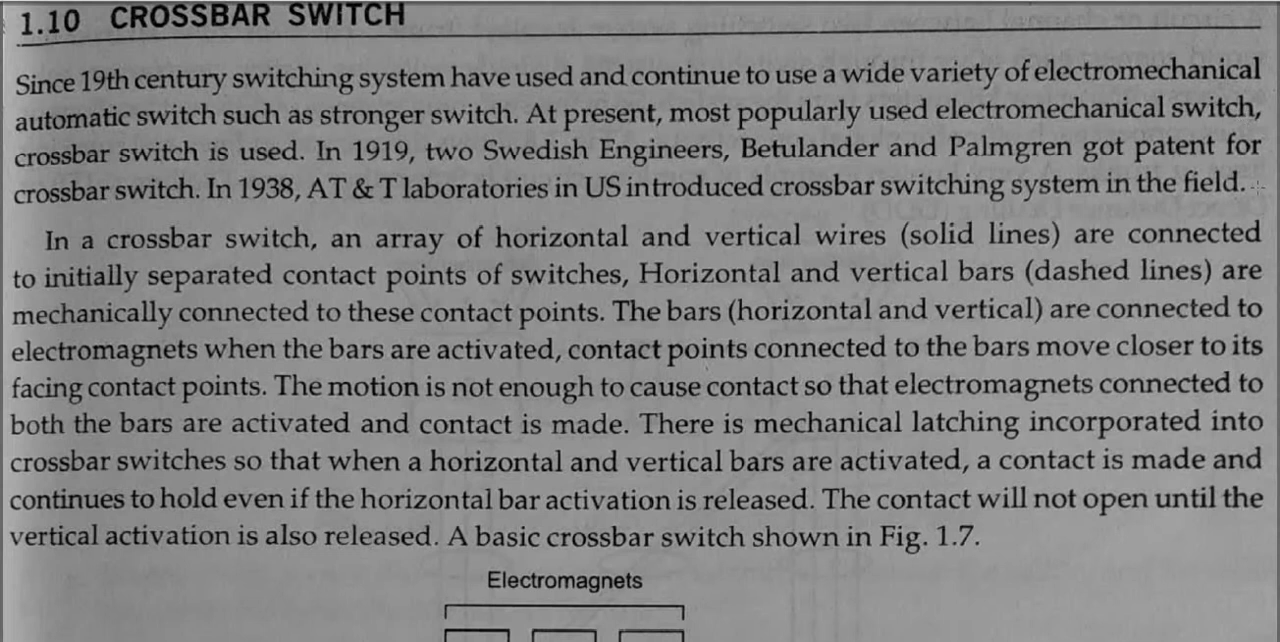 1.10 CROSSBAR SWITCH
Since 19th century switching system have used and continue to use a wide variety of electromechanical
automatic switch such as stronger switch. At present, most popularly used electromechanical switch,
crossbar switch is used. In 1919, two Swedish Engineers, Betulander and Palmgren got patent for
crossbar switch. In 1938, AT & T laboratories in US introduced crossbar switching system in the field.
In a crossbar switch, an array of horizontal and vertical wires (solid lines) are connected
to initially separated contact points of switches, Horizontal and vertical bars (dashed lines) are
mechanically connected to these contact points. The bars (horizontal and vertical) are connected to
electromagnets when the bars are activated, contact points connected to the bars move closer to its
facing contact points. The motion is not enough to cause contact so that electromagnets connected to
both the bars are activated and contact is made. There is mechanical latching incorporated into
crossbar switches so that when a horizontal and vertical bars are activated, a contact is made and
continues to hold even if the horizontal bar activation is released. The contact will not open until the
vertical activation is also released. A basic crossbar switch shown in Fig. 1.7.
Electromagnets